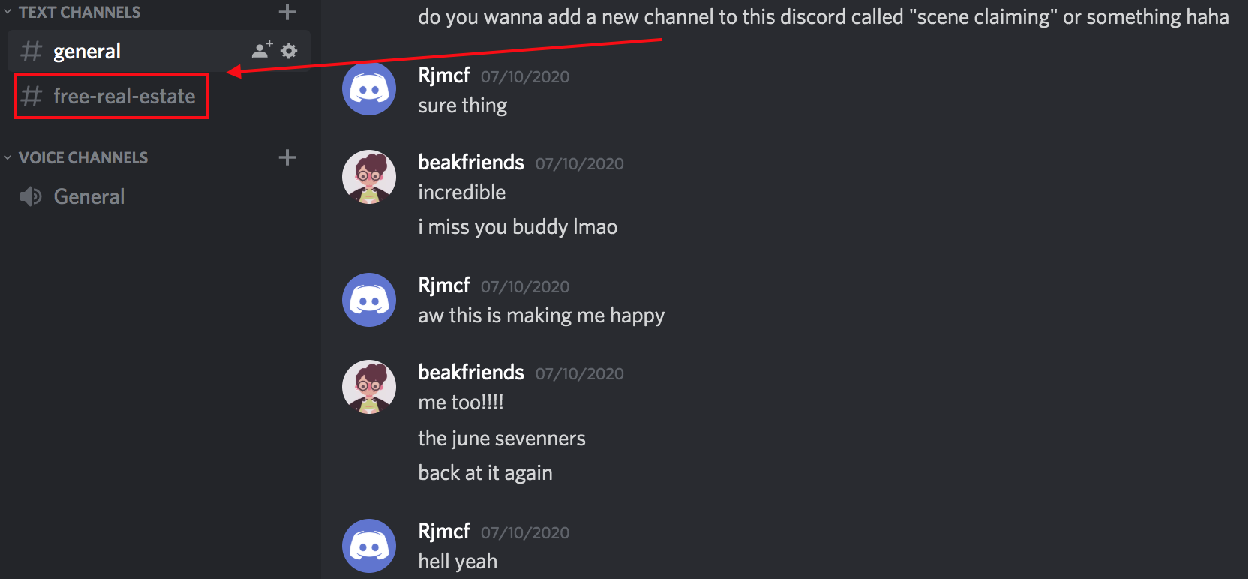 TEXT CHANNELS
general
free-real-estate
VOICE CHANNELS
General
do you wanna add a new channel to this discord called "scene claiming" or something haha
Rjmcf 07/10/2020
sure thing
beakfriends 07/10/2020
incredible
i miss you buddy lmao
Rjmcf 07/10/2020
aw this is making me happy
beakfriends 07/10/2020
me too!!!!
the june sevenners
back at it again
Rjmcf 07/10/2020
hell yeah